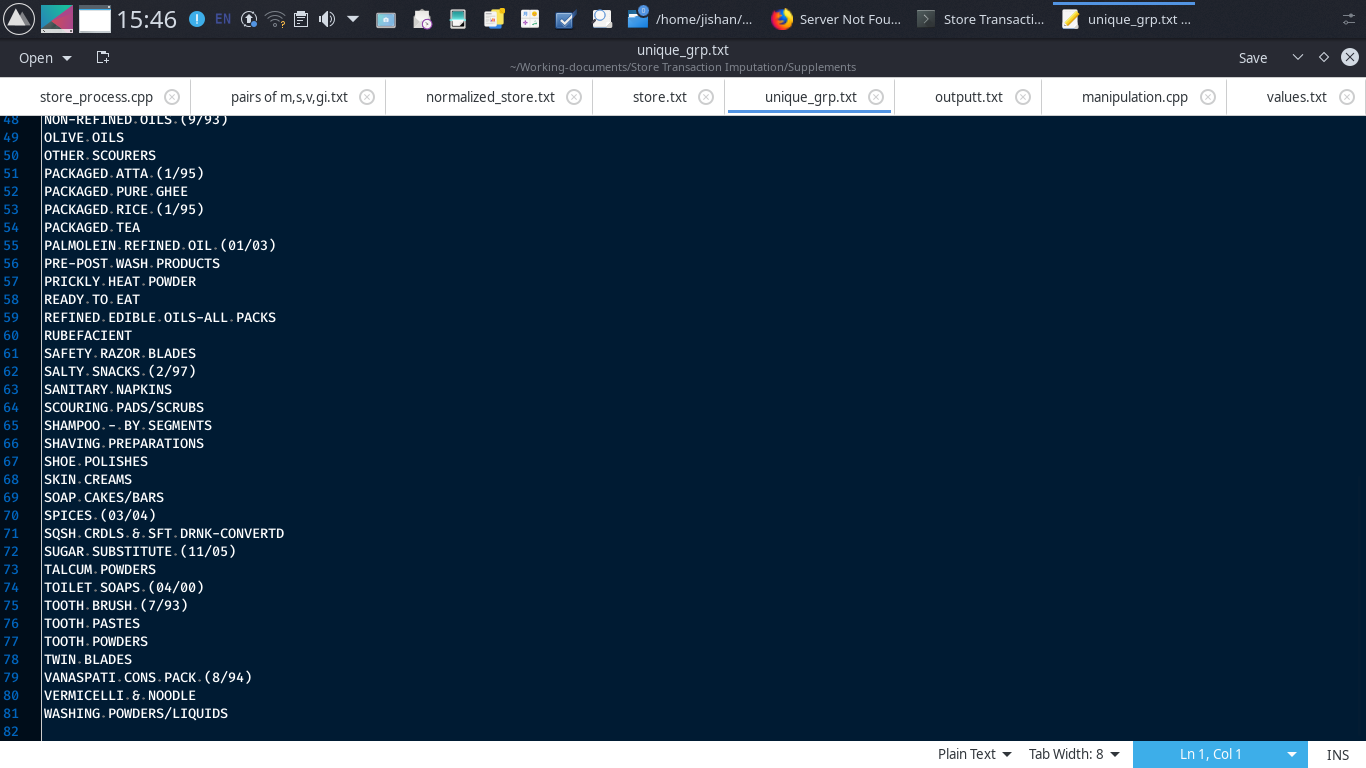 15:46 EN 0 /home/jishan/... Server Not Fou... Store Transacti... unique_grp.txt ...
Open unique_grp.txt Save
~/Working-documents/Store Transaction Imputation/Supplements
store_process.cpp pairs of m,s,v,gi.txt normalized_store.txt store.txt unique_grp.txt outputt.txt manipulation.cpp values.txt
48 NON-REFINED.OILS.(9/93)
49 OLIVE.OILS
50 OTHER.SCOURERS
51 PACKAGED.ATTA.(1/95)
52 PACKAGED.PURE.GHEE
53 PACKAGED.RICE.(1/95)
54 PACKAGED.TEA
55 PALMOLEIN.REFINED.OIL.(01/03)
56 PRE-POST.WASH.PRODUCTS
57 PRICKLY.HEAT.POWDER
58 READY.TO.EAT
59 REFINED.EDIBLE.OILS-ALL.PACKS
60 RUBEFACIENT
61 SAFETY.RAZOR.BLADES
62 SALTY.SNACKS.(2/97)
63 SANITARY.NAPKINS
64 SCOURING.PADS/SCRUBS
65 SHAMPOO.-.BY.SEGMENTS
66 SHAVING.PREPARATIONS
67 SHOE.POLISHES
68 SKIN.CREAMS
69 SOAP.CAKES/BARS
70 SPICES.(03/04)
71 SQSH.CRDLS.&.SFT.DRNK-CONVERTD
72 SUGAR.SUBSTITUTE.(11/05)
73 TALCUM.POWDERS
74 TOILET.SOAPS.(04/00)
75 TOOTH.BRUSH.(7/93)
76 TOOTH.PASTES
77 TOOTH.POWDERS
78 TWIN.BLADES
79 VANASPATI.CONS.PACK.(8/94)
80 VERMICELLI.&.NOODLE
81 WASHING.POWDERS/LIQUIDS
82
Plain Text Tab Width: 8 Ln 1, Col 1 INS